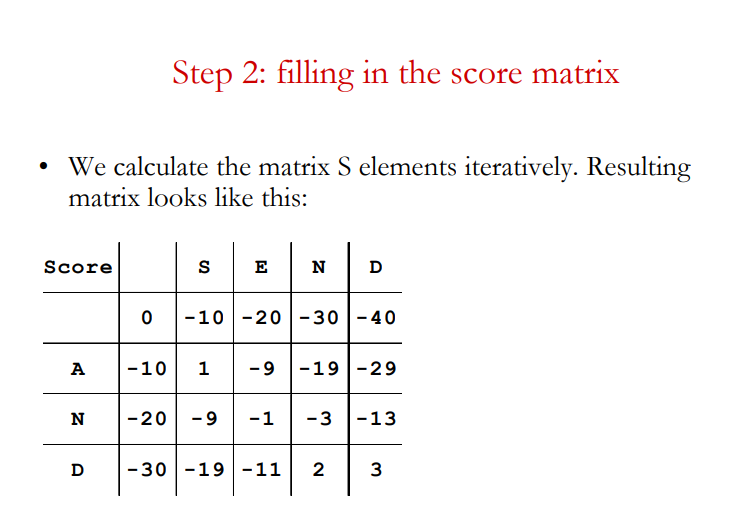 Step 2: filling in the score matrix
• We calculate the matrix S elements iteratively. Resulting
matrix looks like this:
Score S E N D
0 -10 -20 -30 -40
A -10 1 -9 -19 -29
N -20 -9 -1 -3 -13
D -30 -19 -11 2 3